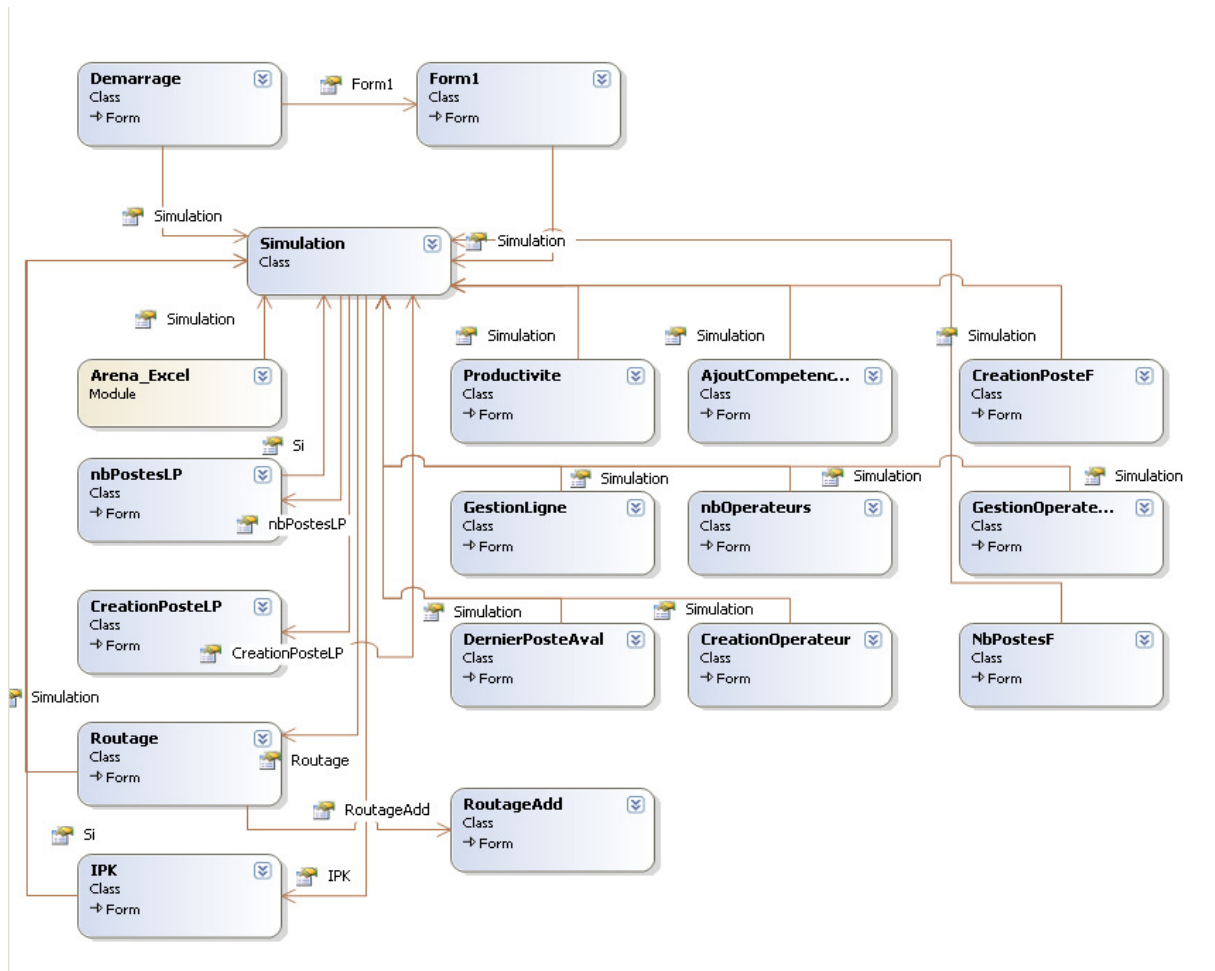 Demarrage
Class
Form
Form1
Form1
Class
Form
Simulation
Simulation
Class
Simulation
Simulation
Simulation
Simulation
Simulation
Arena_Excel
Module
Productivite
Class
Form
AjoutCompetenc...
Class
Form
CreationPosteF
Class
Form
Si
nbPostesLP
Class
Form
nbPostesLP
Simulation
Simulation
Simulation
GestionLigne
Class
Form
nbOperateurs
Class
Form
GestionOperate...
Class
Form
CreationPosteLP
Class
Form
CreationPosteLP
Simulation
Simulation
DernierPosteAval
Class
Form
CreationOperateur
Class
Form
NbPostesF
Class
Form
Simulation
Routage
Class
Form
Routage
RoutageAdd
RoutageAdd
Class
Form
Si
IPK
Class
Form
IPK